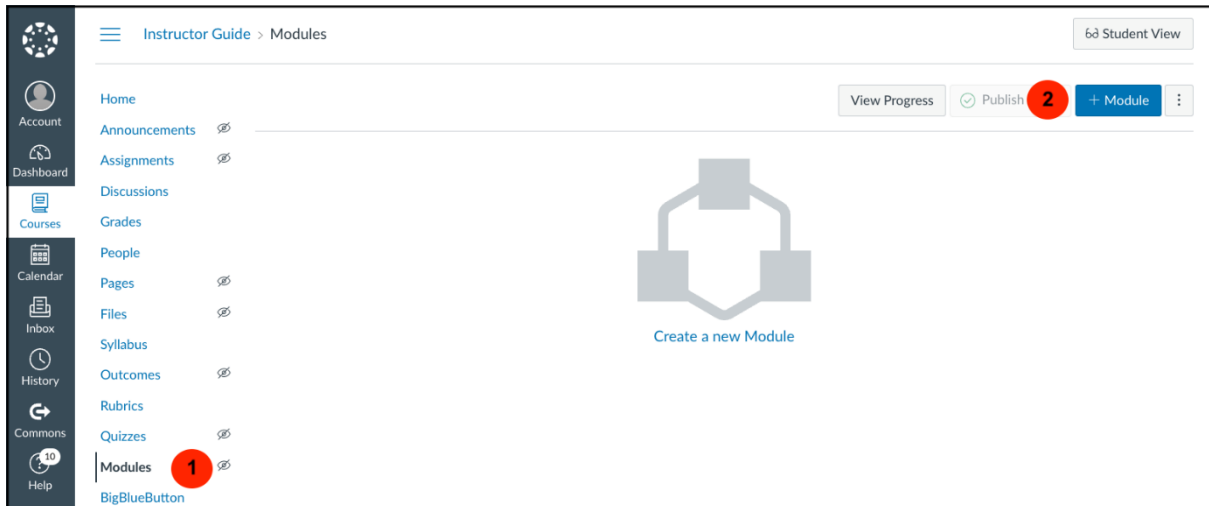 Instructor Guide > Modules
Student View
Account
Dashboard
Courses
Calendar
Inbox
History
Commons
10
Help
Home
Announcements
Assignments
Discussions
Grades
People
Pages
Files
Syllabus
Outcomes
Rubrics
Quizzes
Modules 1
BigBlueButton
View Progress
Publish 2
+ Module
Create a new Module